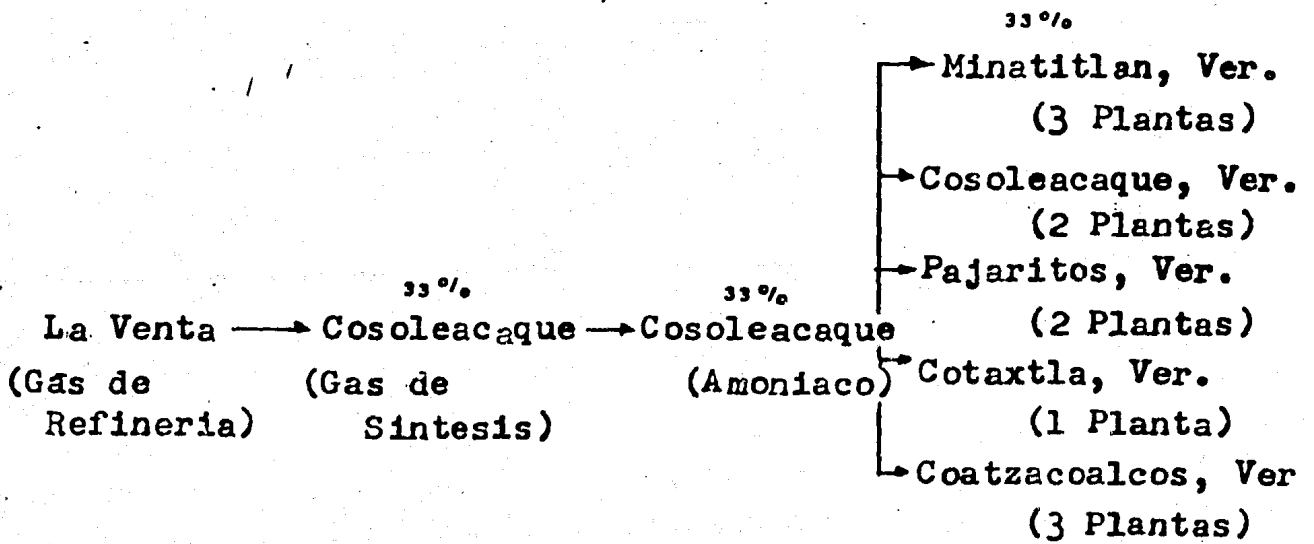 33%
Minatitlan, Ver.
(3 Plantas)
Cosoleacaque, Ver.
(2 Plantas)
Pajaritos, Ver.
(2 Plantas)
33% 33%
La Venta Cosoleacaque Cosoleacaque
(Gas de (Gas de (Amoniaco)
Refineria) Sintesis)
Cotaxtla, Ver.
(1 Planta)
Coatzacoalcos, Ver
(3 Plantas)